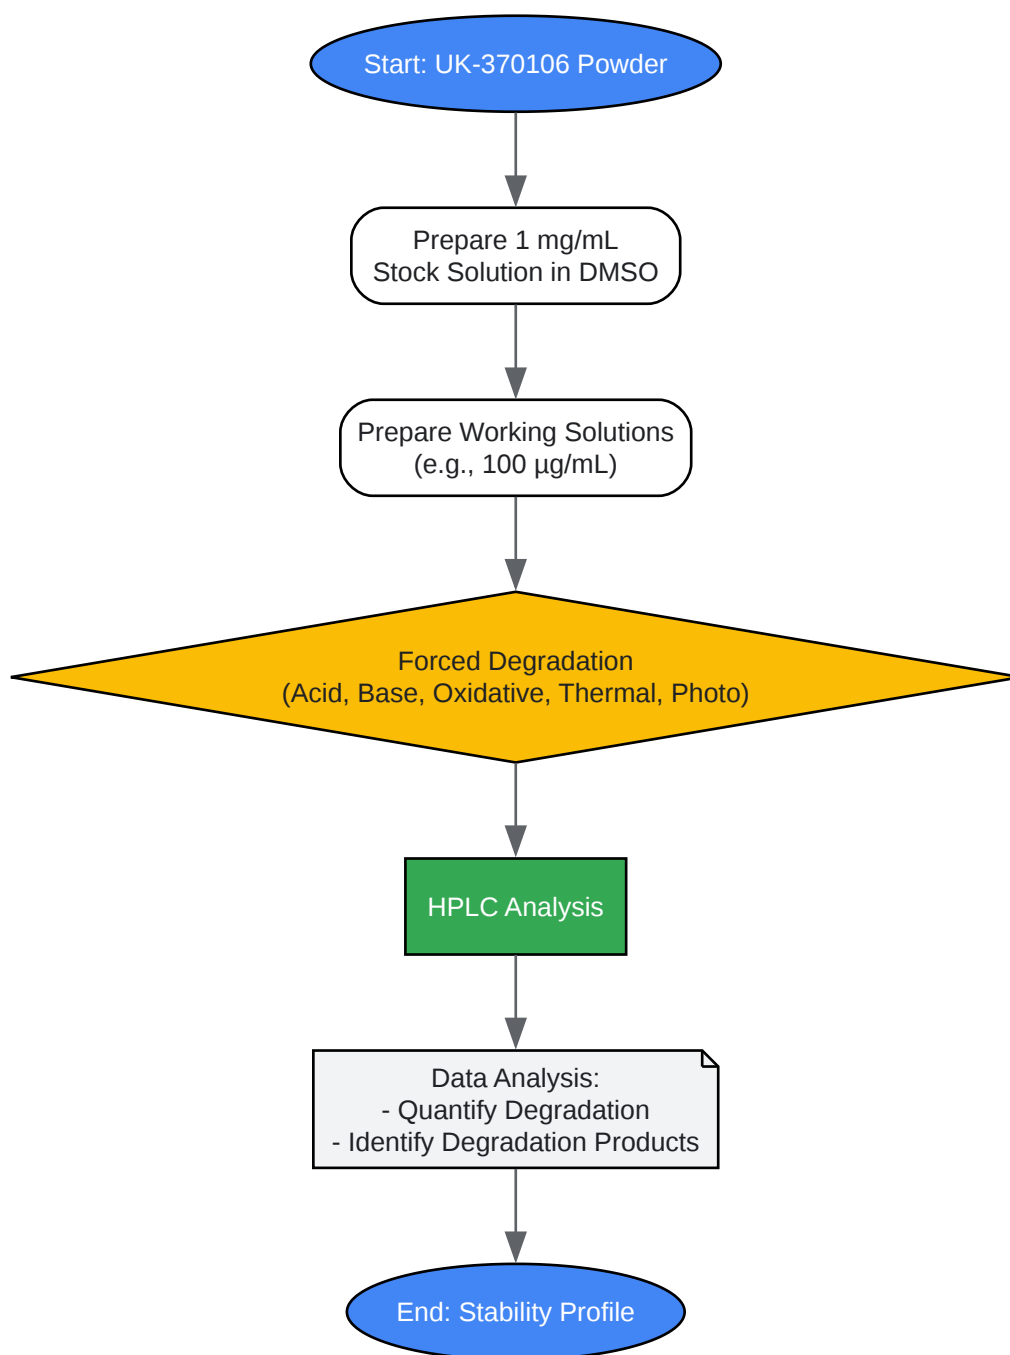 Start: UK-370106 Powder
Prepare 1 mg/mL
Stock Solution in DMSO
Prepare Working Solutions
(e.g., 100 µg/mL)
Forced Degradation
(Acid, Base, Oxidative, Thermal, Photo)
HPLC Analysis
Data Analysis:
- Quantify Degradation
- Identify Degradation Products
End: Stability Profile